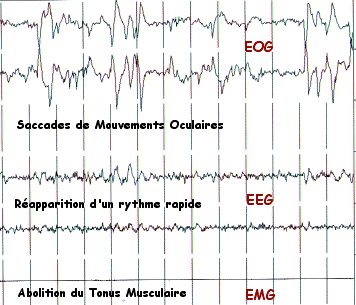 EOG
Saccades de Mouvements Oculaires
Réapparition d'un rythme rapide EEG
Abolition du Tonus Musculaire EMG